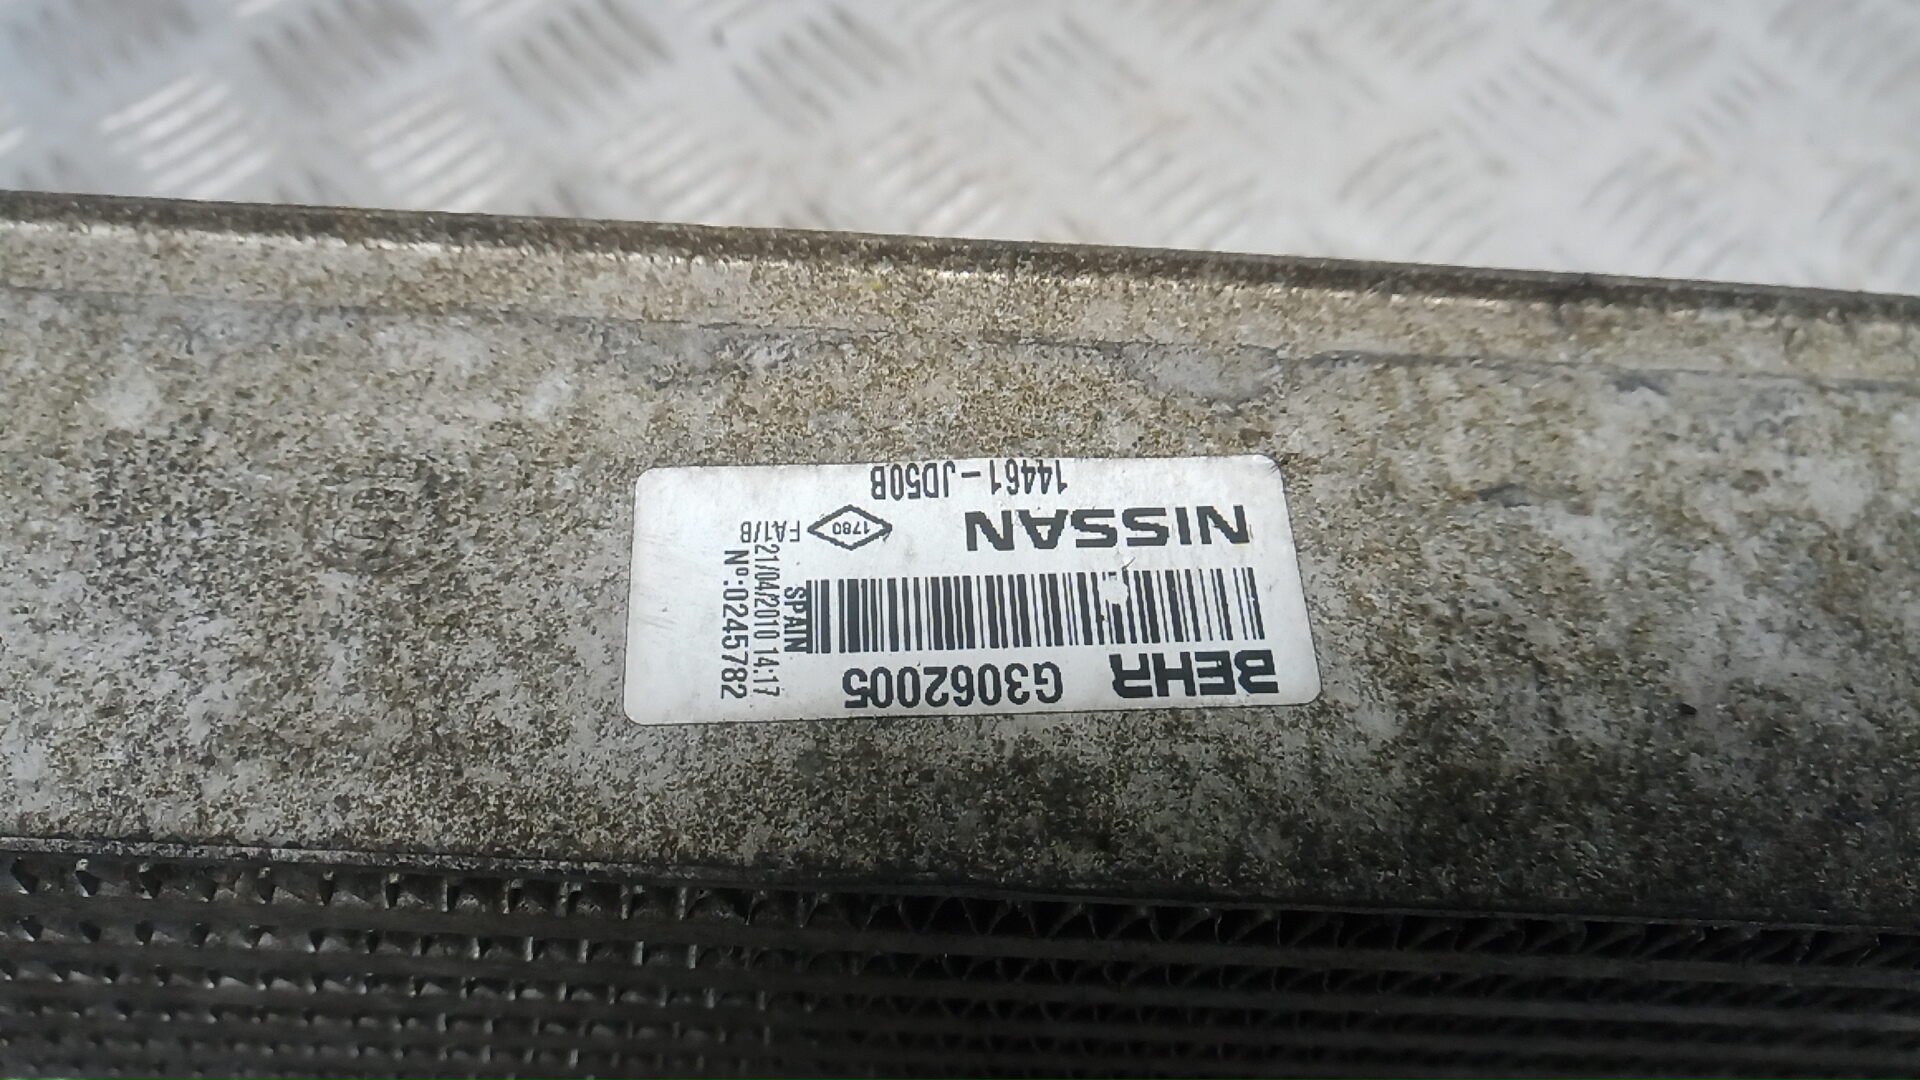 BEHR G3062005
SPAIN
NISSAN
1780
14461-JD50B
Nº:0245782
21/04/2010 14:17
FA1/B